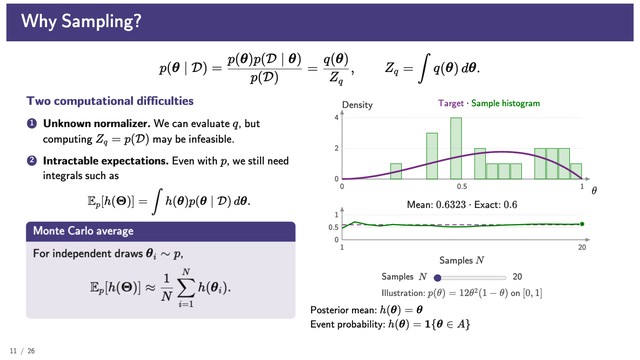 Why Sampling?
p(θ | D) = p(θ)p(D | θ) / p(D) = q(θ) / Z_q,   Z_q = ∫ q(θ) dθ.
Two computational difficulties
1 Unknown normalizer. We can evaluate q, but
computing Z_q = p(D) may be infeasible.
2 Intractable expectations. Even with p, we still need
integrals such as
E_p[h(Θ)] = ∫ h(θ)p(θ | D) dθ.
Monte Carlo average
For independent draws θ_i ∼ p,
E_p[h(Θ)] ≈ 1/N ∑_{i=1}^{N} h(θ_i).
Density
Target · Sample histogram
4
2
0
0 0.5 1
θ
Mean: 0.6323 · Exact: 0.6
1
0.5
0
1 20
Samples N
Samples N 20
Illustration: p(θ) = 12θ²(1 − θ) on [0, 1]
Posterior mean: h(θ) = θ
Event probability: h(θ) = 1{θ ∈ A}
11 / 26